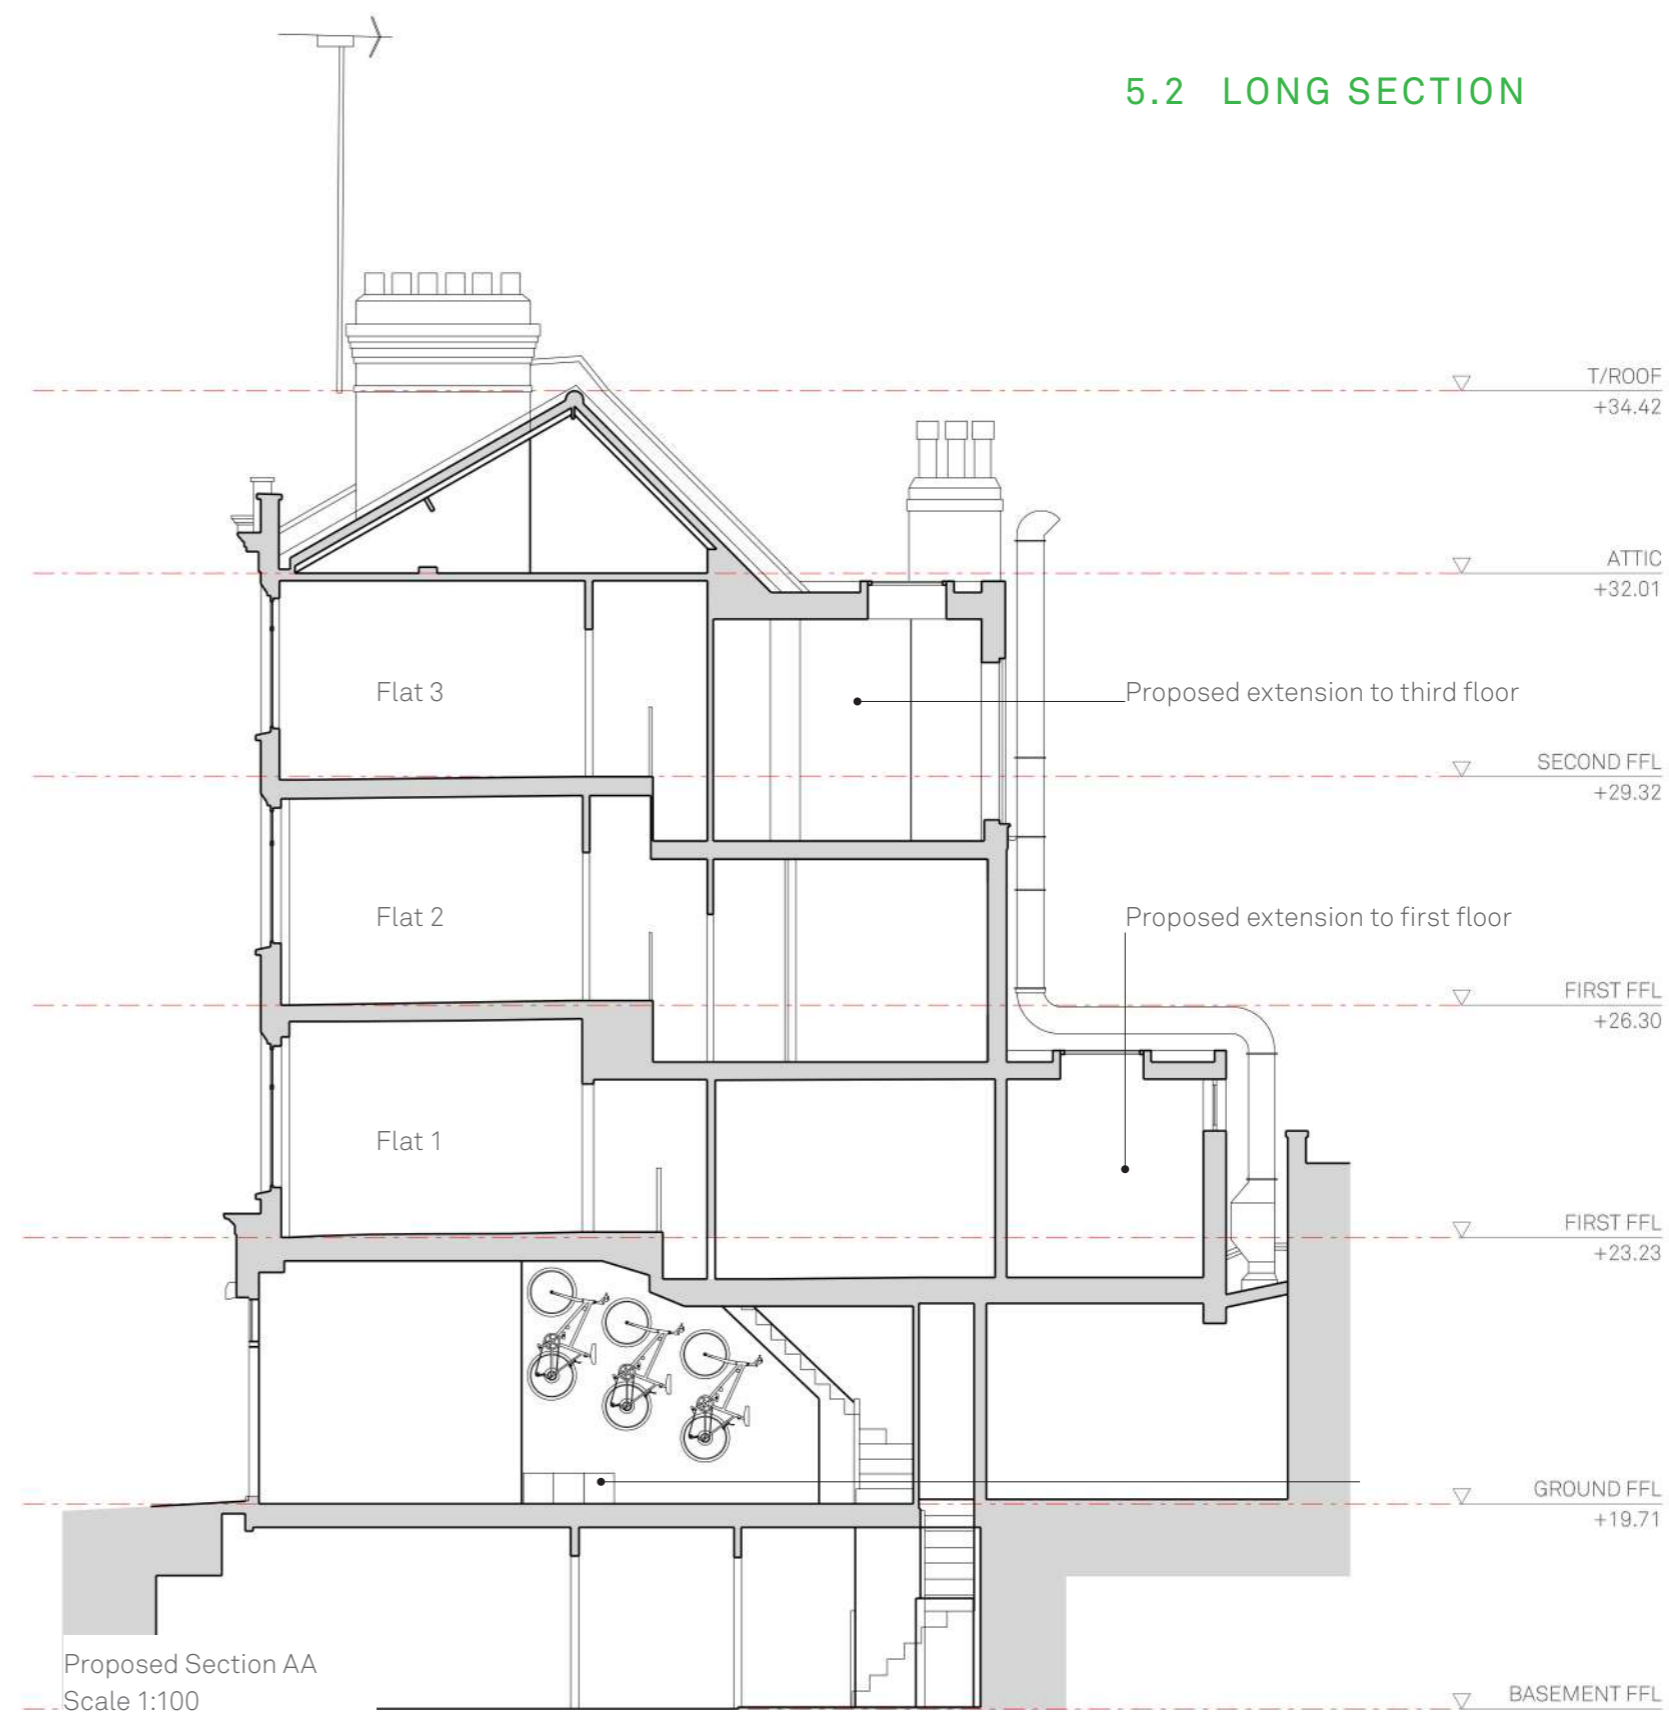 5.2 LONG SECTION
T/ROOF
+34.42
ATTIC
+32.01
Flat 3
Proposed extension to third floor
SECOND FFL
+29.32
Flat 2
Proposed extension to first floor
FIRST FFL
+26.30
Flat 1
FIRST FFL
+23.23
GROUND FFL
+19.71
Proposed Section AA
Scale 1:100
BASEMENT FFL